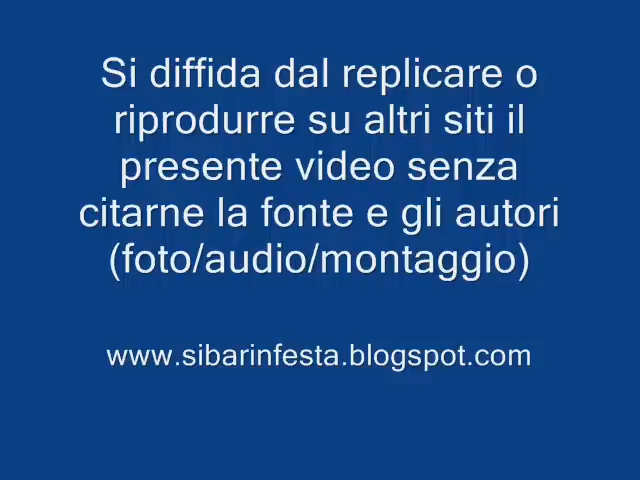 Si diffida dal replicare o
riprodurre su altri siti il
presente video senza
citarne la fonte e gli autori
(foto/audio/montaggio)
www.sibarinfesta.blogspot.com